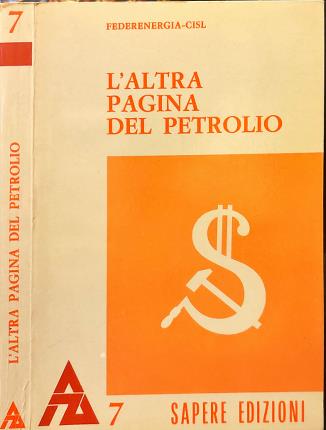 7
L'ALTRA PAGINA DEL PETROLIO
FEDERENERGIA-CISL
L'ALTRA
PAGINA
DEL PETROLIO
$
7
SAPERE EDIZIONI